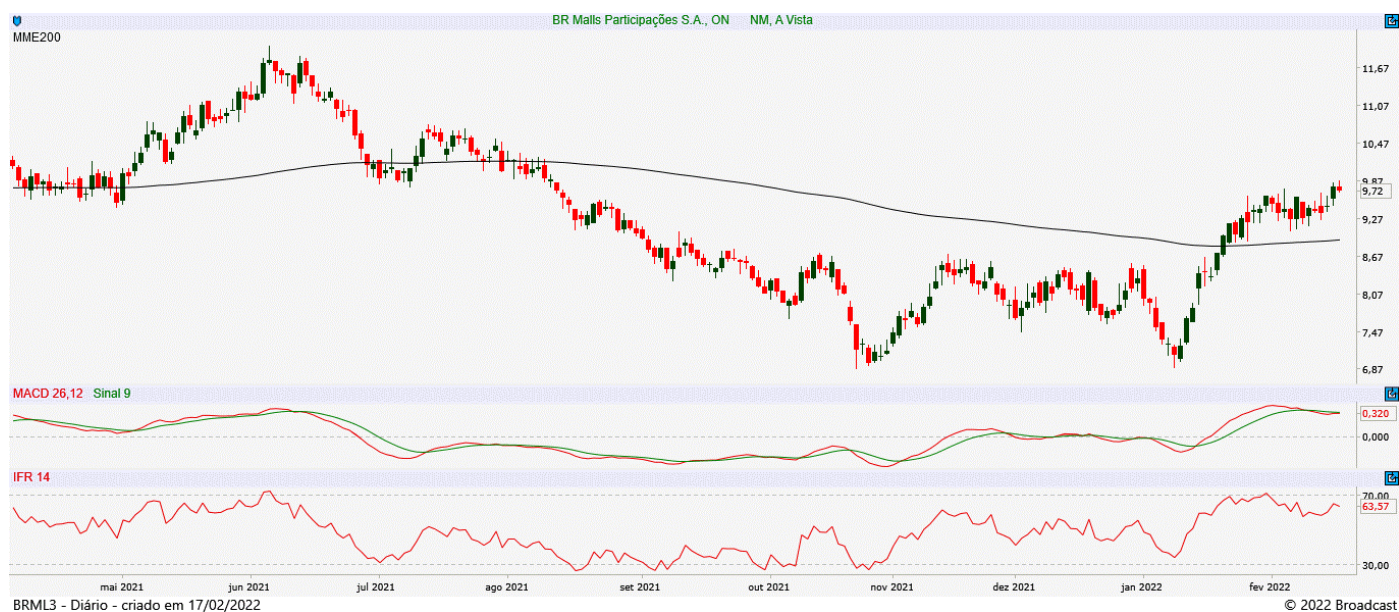 BR Malls Participações S.A., ON NM, A Vista
MME200
11,67
11,07
10,47
9,87
9,72
9,27
8,67
8,07
7,47
6,87
MACD 26,12 Sinal 9
0,320
0,000
IFR 14
70,00
63,57
30,00
mai 2021 jun 2021 jul 2021 ago 2021 set 2021 out 2021 nov 2021 dez 2021 jan 2022 fev 2022
BRML3 - Diário - criado em 17/02/2022 © 2022 Broadcast